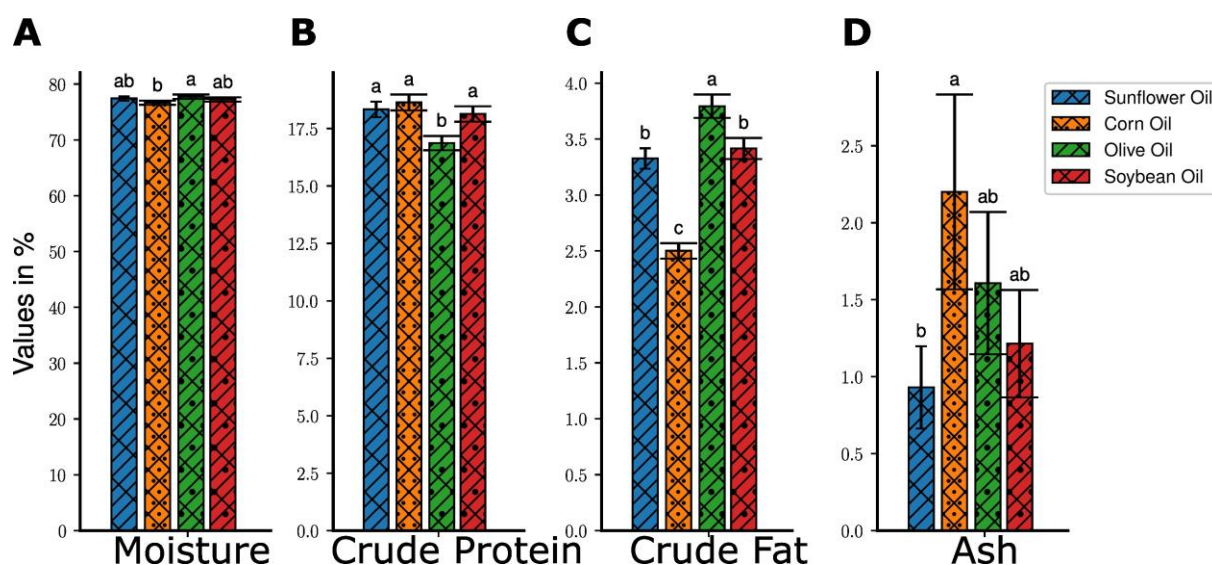 A
B
C
D
Values in %
80
70
60
50
40
30
20
10
0
ab
b
a
ab
Moisture
17.5
15.0
12.5
10.0
7.5
5.0
2.5
0.0
a
a
b
a
Crude Protein
4.0
3.5
3.0
2.5
2.0
1.5
1.0
0.5
0.0
b
c
a
b
Crude Fat
2.5
2.0
1.5
1.0
0.5
0.0
b
a
ab
ab
Ash
Sunflower Oil
Corn Oil
Olive Oil
Soybean Oil